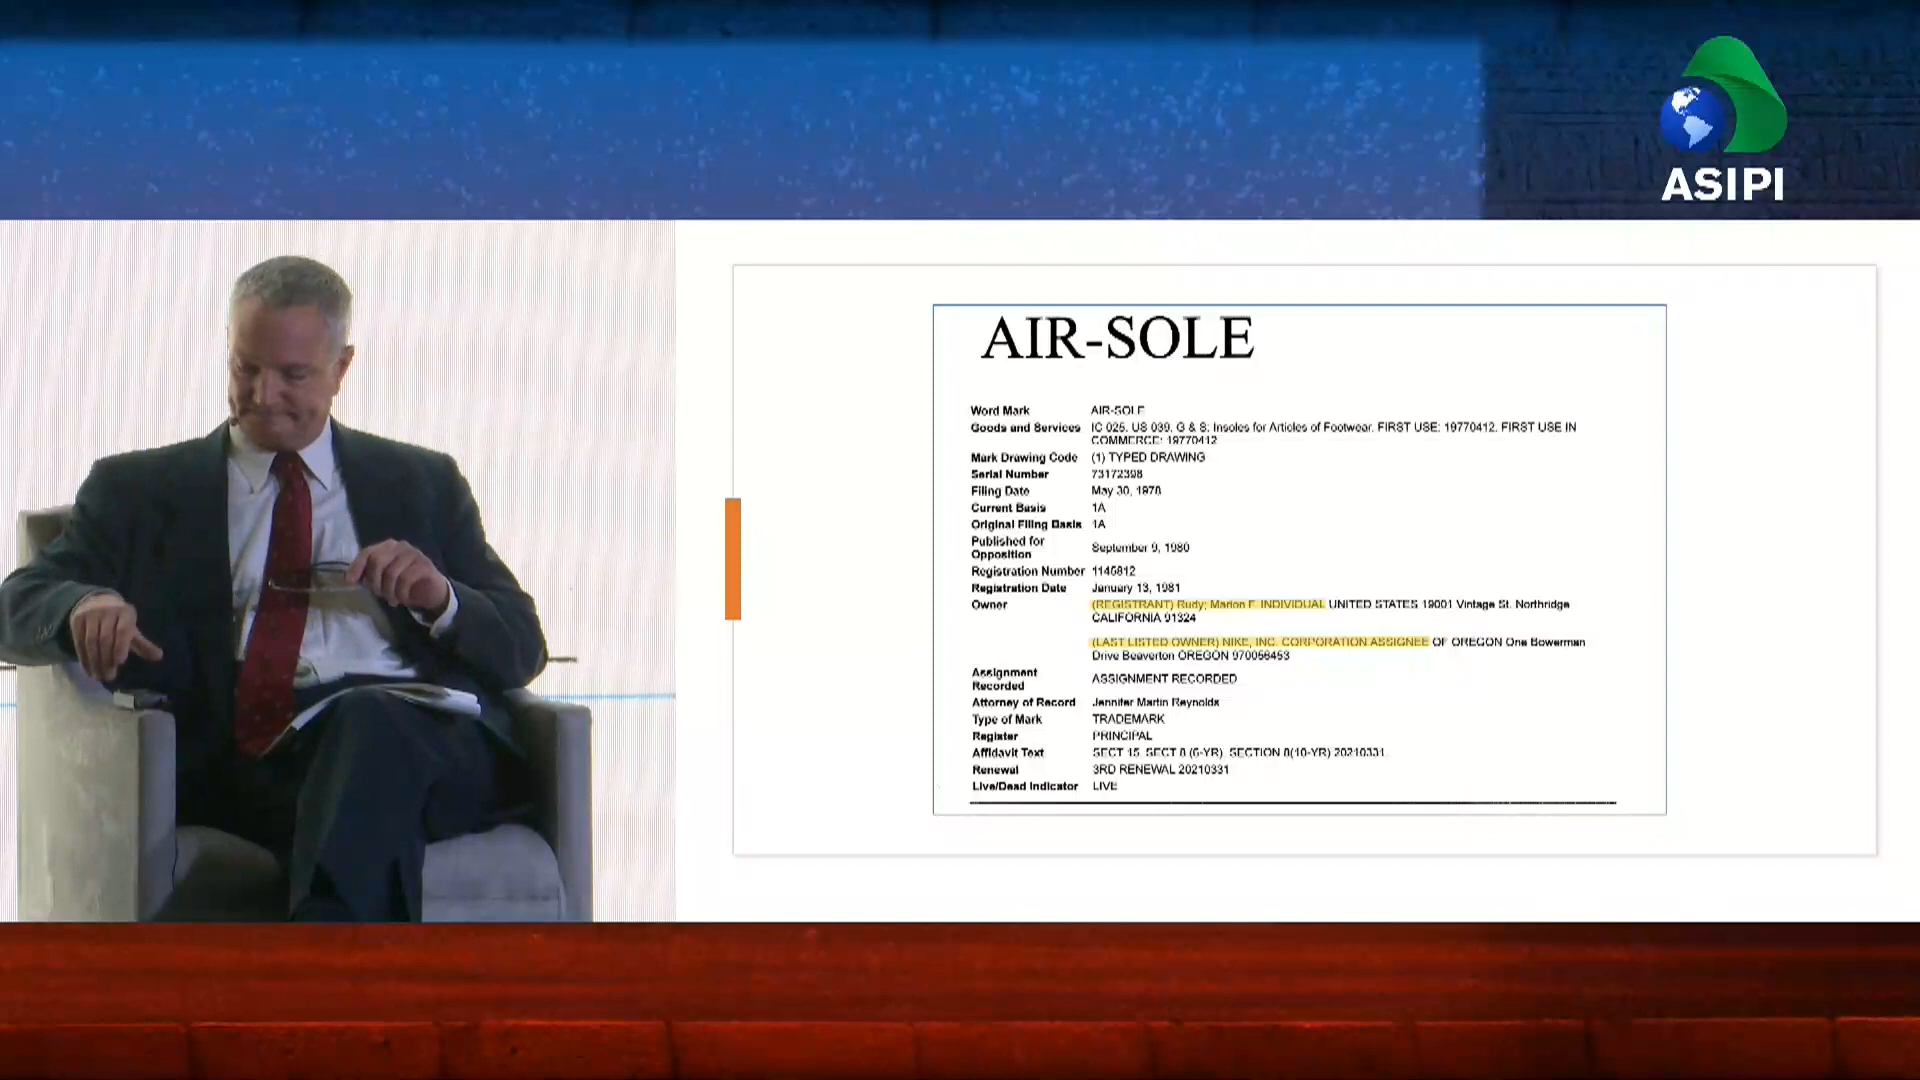 ASIPI
AIR-SOLE
Word Mark AIR-SOLE
Goods and Services IC 025. US 039. G & S: Insoles for Articles of Footwear. FIRST USE: 19770412. FIRST USE IN
COMMERCE: 19770412
Mark Drawing Code (1) TYPED DRAWING
Serial Number 73172398
Filing Date May 30, 1978
Current Basis 1A
Original Filing Basis 1A
Published for
Opposition September 9, 1980
Registration Number 1145812
Registration Date January 13, 1981
Owner (REGISTRANT) Rudy; Marion F. INDIVIDUAL UNITED STATES 19001 Vintage St. Northridge
CALIFORNIA 91324
(LAST LISTED OWNER) NIKE, INC. CORPORATION ASSIGNEE OF OREGON One Bowerman
Drive Beaverton OREGON 970056453
Assignment
Recorded ASSIGNMENT RECORDED
Attorney of Record Jennifer Martin Reynolds
Type of Mark TRADEMARK
Register PRINCIPAL
Affidavit Text SECT 15. SECT 8 (6-YR). SECTION 8(10-YR) 20210331.
Renewal 3RD RENEWAL 20210331
Live/Dead Indicator LIVE